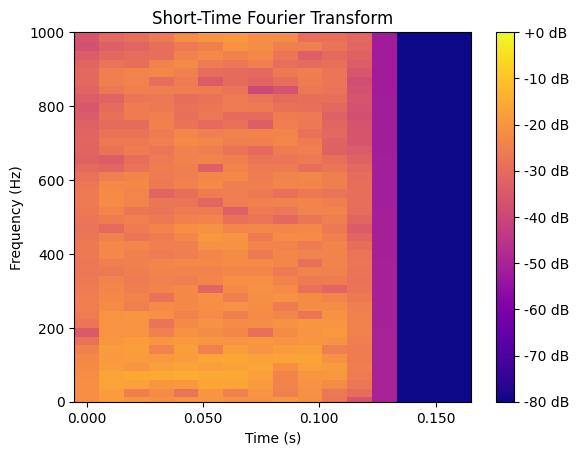 Short-Time Fourier Transform
1000
800
600
400
200
0
Frequency (Hz)
0.000
0.050
0.100
0.150
Time (s)
+0 dB
-10 dB
-20 dB
-30 dB
-40 dB
-50 dB
-60 dB
-70 dB
-80 dB